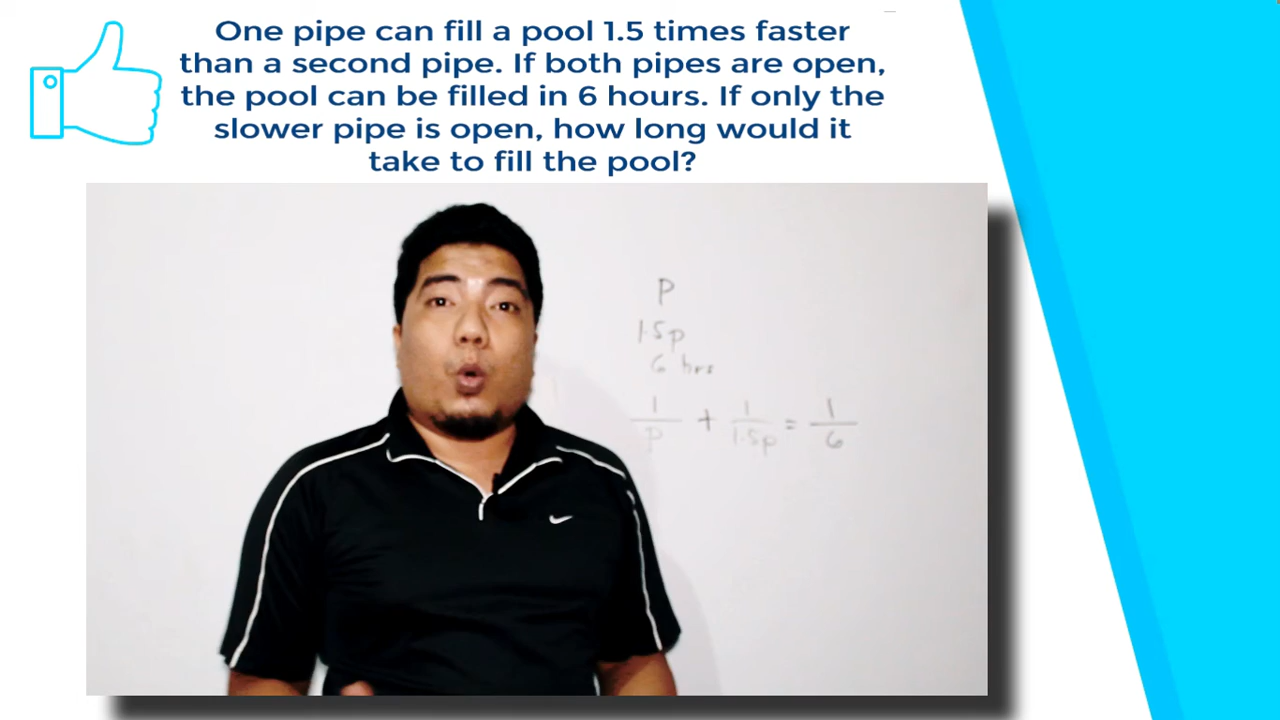 One pipe can fill a pool 1.5 times faster
than a second pipe. If both pipes are open,
the pool can be filled in 6 hours. If only the
slower pipe is open, how long would it
take to fill the pool?
P
1.5p
6 hrs
1/p + 1/1.5p = 1/6